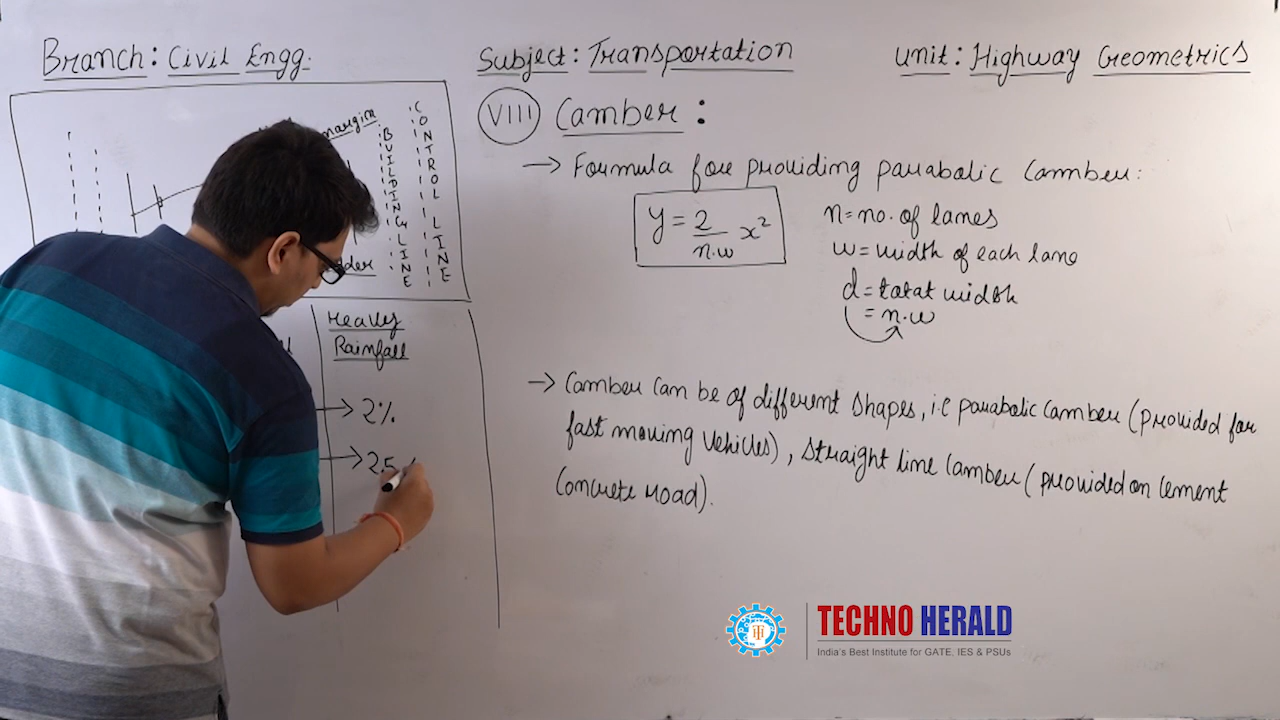 Branch: Civil Engg.
Subject: Transportation
Unit: Highway Geometrics
margin
BUILDING LINE
CONTROL LINE
VIII Camber:
→ Formula for providing parabolic camber:
y = 2/n.w x²
n = no. of lanes
w = width of each lane
d = total width
= n.w
Heavy
Rainfall
→ 2%
→ 25
→ Camber can be of different shapes, i.e parabolic camber (provided for
fast moving vehicles), straight line camber (provided on cement
concrete road).
TECHNO HERALD
India's Best Institute for GATE, IES & PSUs